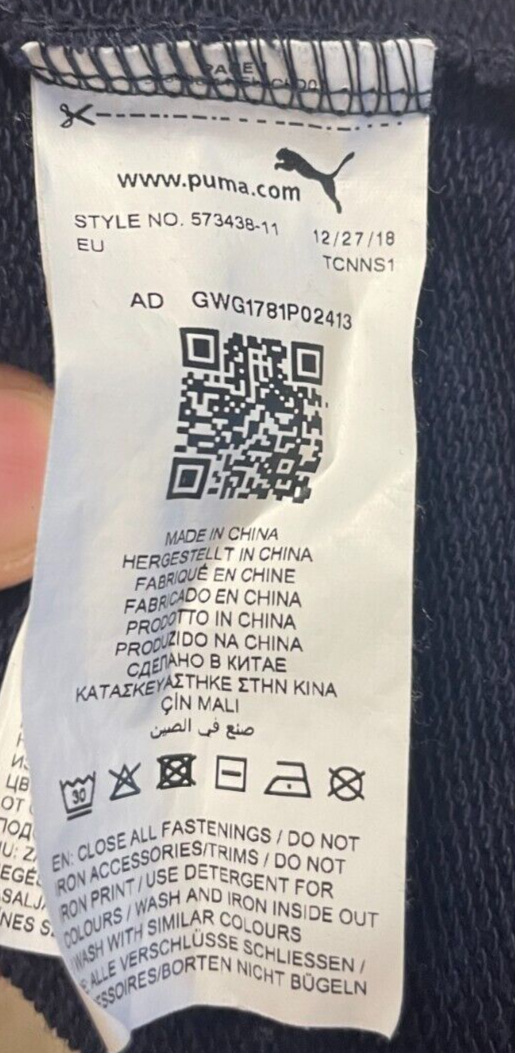 www.puma.com
STYLE NO. 573438-11 12/27/18
EU TCNNS1
AD GWG1781P02413
MADE IN CHINA
HERGESTELLT IN CHINA
FABRIQUÉ EN CHINE
FABRICADO EN CHINA
PRODOTTO IN CHINA
PRODUZIDO NA CHINA
СДЕЛАНО В КИТАЕ
ΚΑΤΑΣΚΕΥΑΣΤΗΚΕ ΣΤΗΝ ΚΙΝΑ
ÇİN MALI
صنع في الصين
30
EN: CLOSE ALL FASTENINGS / DO NOT
IRON ACCESSORIES/TRIMS / DO NOT
IRON PRINT / USE DETERGENT FOR
COLOURS / WASH AND IRON INSIDE OUT
WASH WITH SIMILAR COLOURS
ALLE VERSCHLÜSSE SCHLIESSEN /
ESSOIRES/BORTEN NICHT BÜGELN